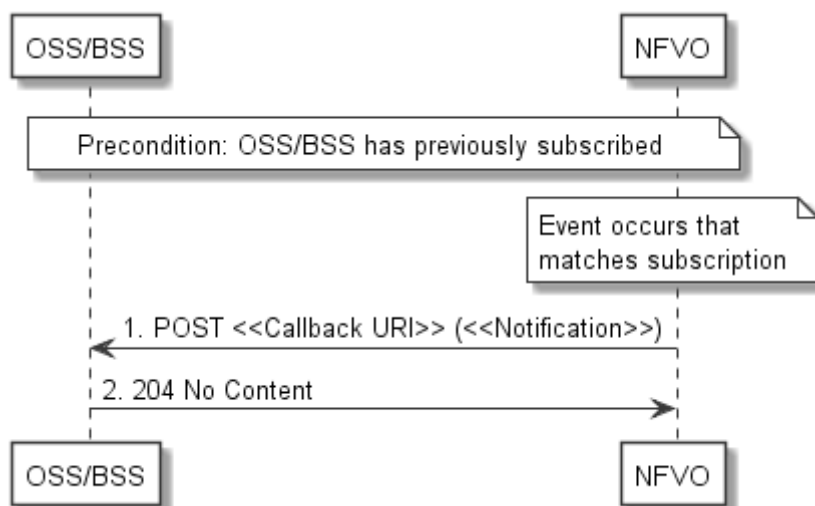 OSS/BSS
NFVO
Precondition: OSS/BSS has previously subscribed
Event occurs that
matches subscription
1. POST <<Callback URI>> (<<Notification>>)
2. 204 No Content
OSS/BSS
NFVO